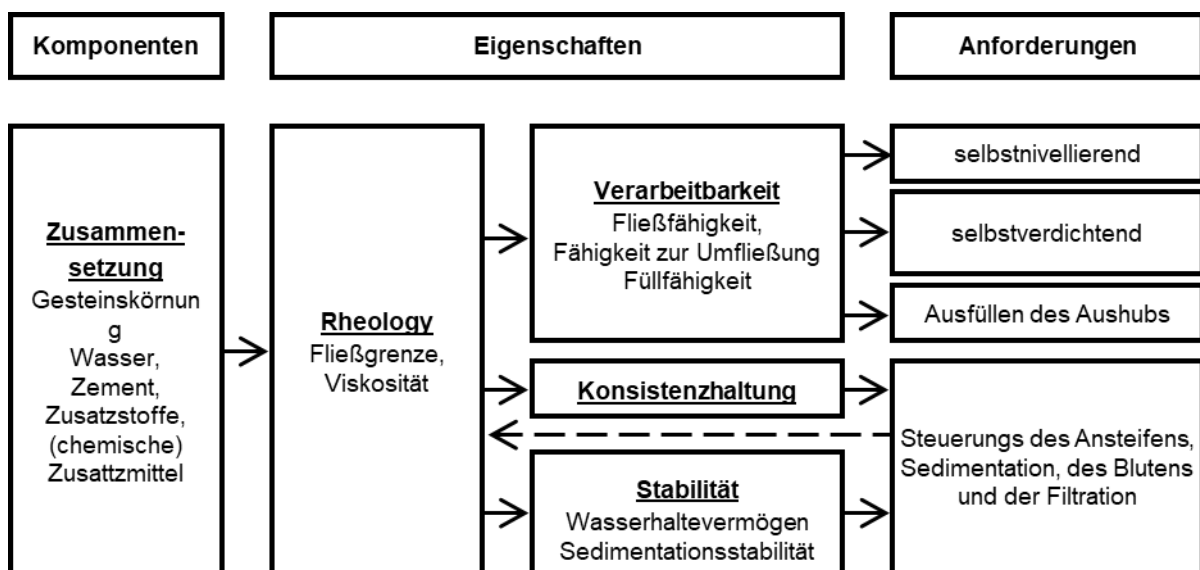 Komponenten
Eigenschaften
Anforderungen
Zusammen-
setzung
Gesteinskörnun
g
Wasser,
Zement,
Zusatzstoffe,
(chemische)
Zusattzmittel
Rheology
Fließgrenze,
Viskosität
Verarbeitbarkeit
Fließfähigkeit,
Fähigkeit zur Umfließung
Füllfähigkeit
Konsistenzhaltung
Stabilität
Wasserhaltevermögen
Sedimentationsstabilität
selbstnivellierend
selbstverdichtend
Ausfüllen des Aushubs
Steuerungs des Ansteifens,
Sedimentation, des Blutens
und der Filtration